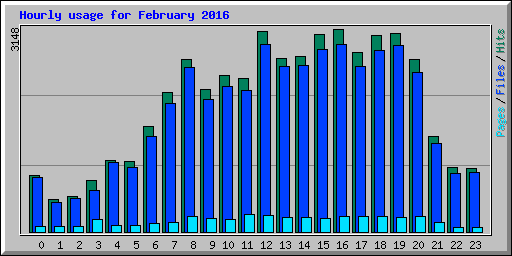 Hourly usage for February 2016
3148
Pages/Files/Hits
0 1 2 3 4 5 6 7 8 9 10 11 12 13 14 15 16 17 18 19 20 21 22 23